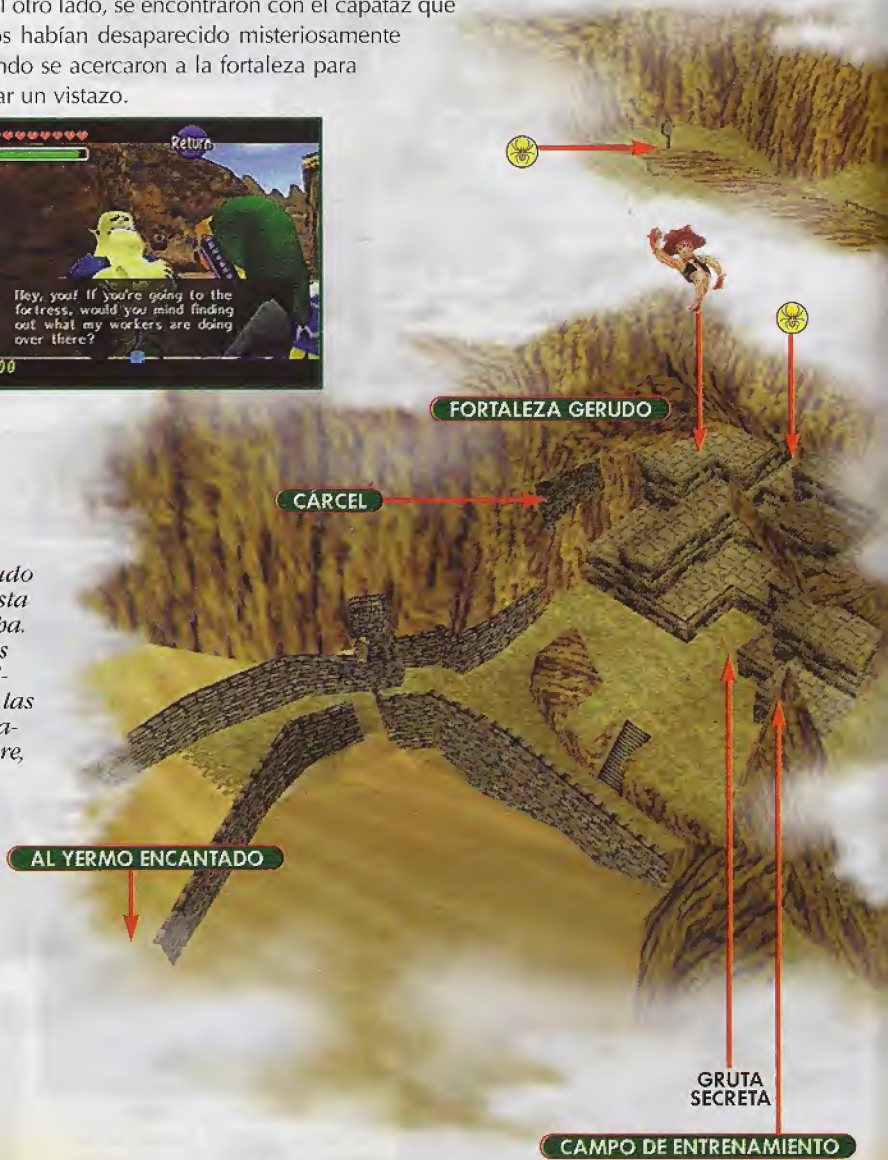 l otro lado, se encontraron con el capataz que
os habían desaparecido misteriosamente
ndo se acercaron a la fortaleza para
ar un vistazo.
Return
Hey, you! If you're going to the
fortress, would you mind finding
out what my workers are doing
over there?
00
FORTALEZA GERUDO
CÁRCEL
udo
sta
ba.
s
las
a-
re,
AL YERMO ENCANTADO
GRUTA
SECRETA
CAMPO DE ENTRENAMIENTO